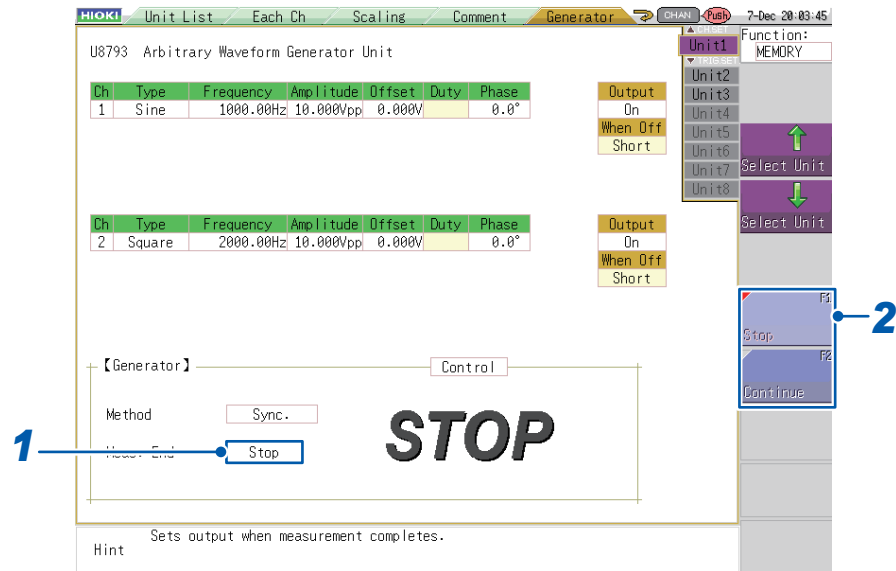 HIOKI Unit List Each Ch Scaling Comment Generator CHAN Push 7-Dec 20:03:45
U8793 Arbitrary Waveform Generator Unit
Ch Type Frequency Amplitude Offset Duty Phase
1 Sine 1000.00Hz 10.000Vpp 0.000V 0.0°
Output
On
When Off
Short
Ch Type Frequency Amplitude Offset Duty Phase
2 Square 2000.00Hz 10.000Vpp 0.000V 0.0°
Output
On
When Off
Short
【Generator】
Control
Method Sync.
1
Meas. End Stop
STOP
Hint
Sets output when measurement completes.
▲ CH.SET
Unit1
▼ TRIG.SET
Unit2
Unit3
Unit4
Unit5
Unit6
Unit7
Unit8
Function:
MEMORY
Select Unit
Select Unit
F1
Stop
F2
Continue
2